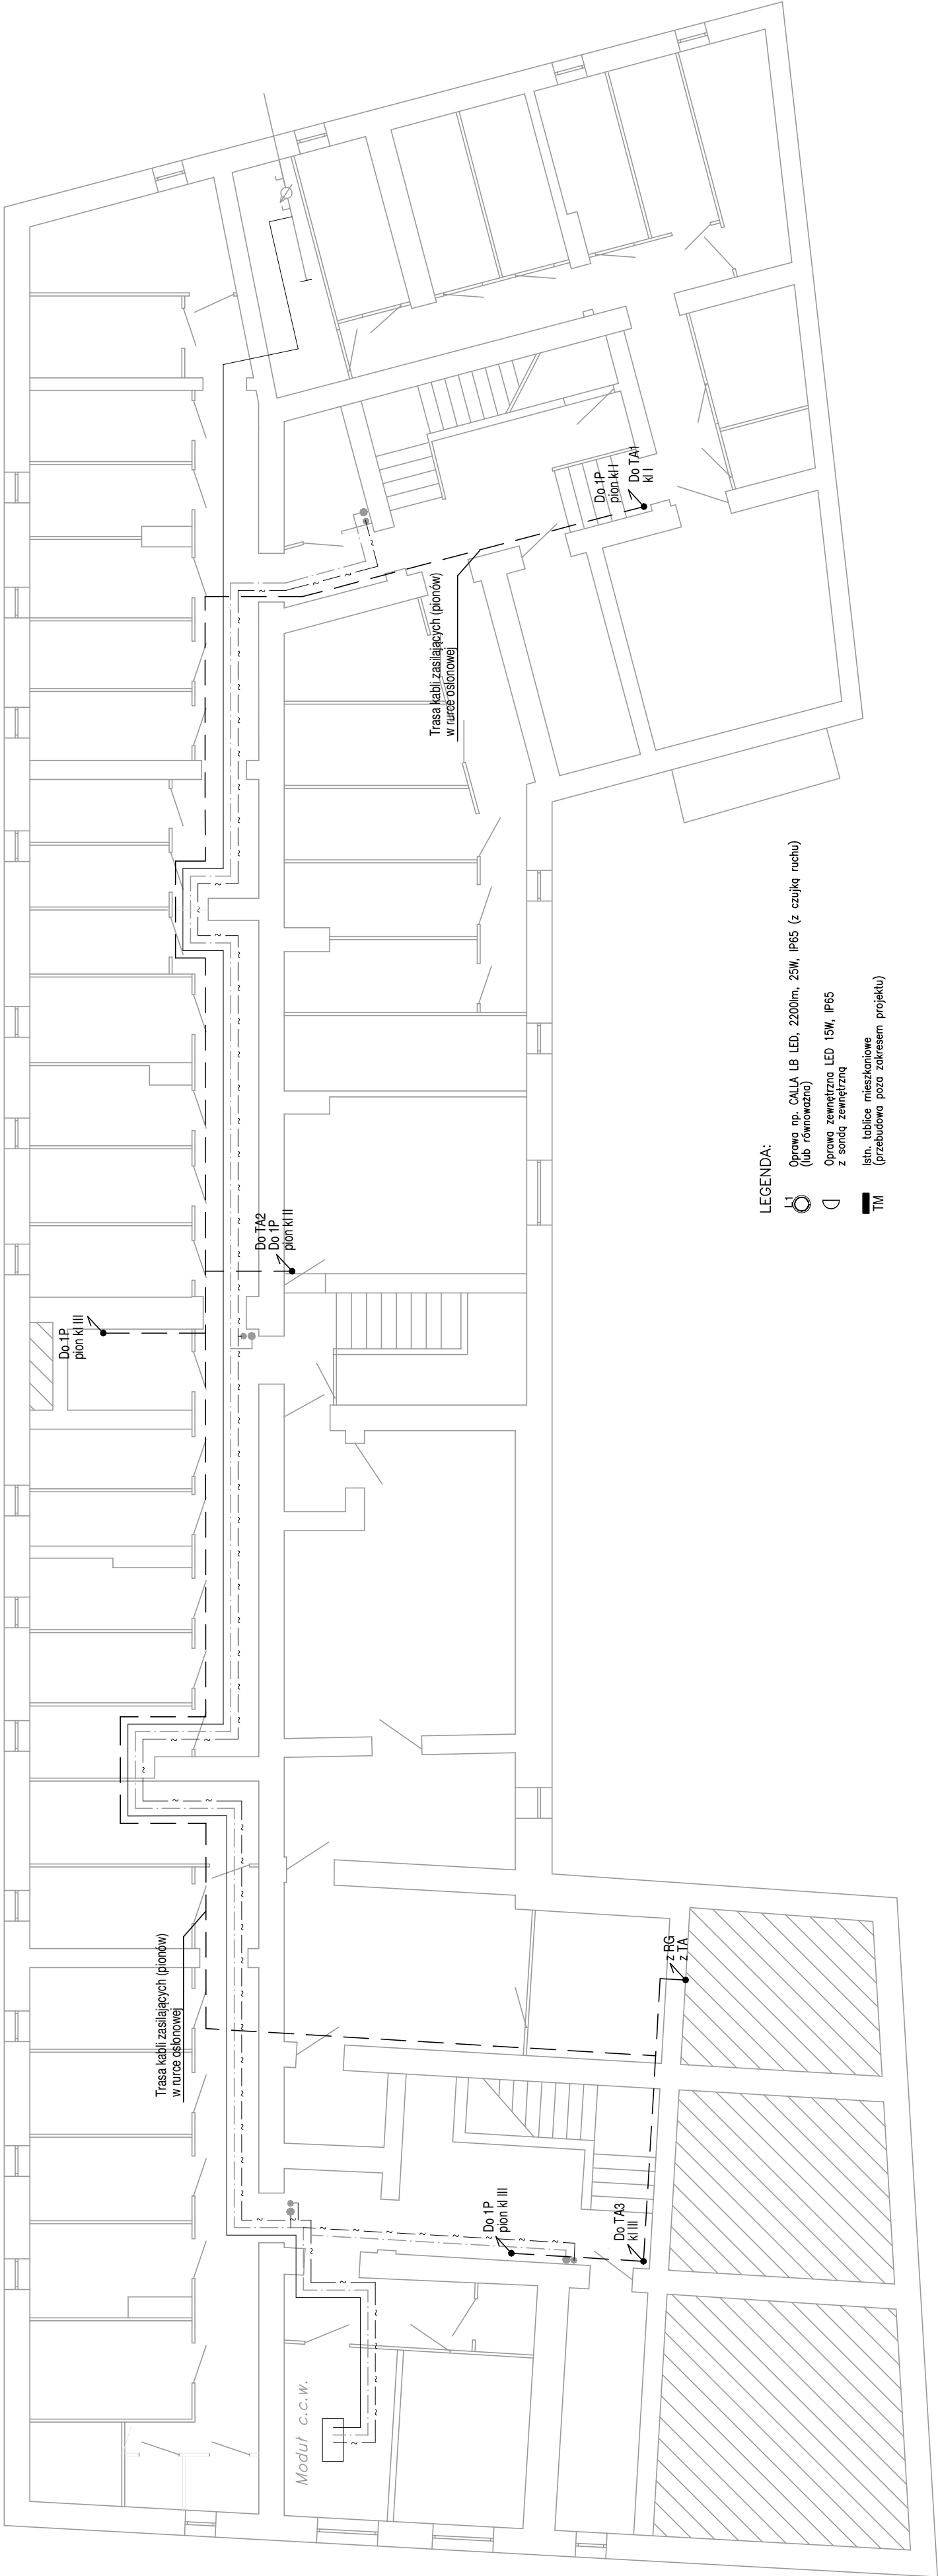 Do 1P
pion kl I
Do TA1
kl I
Trasa kabli zasilających (pionów)
w rurce osłonowej
Do TA2
Do 1P
pion kl II
Do 1P
pion kl III
Trasa kabli zasilających (pionów)
w rurce osłonowej
z RG
z TA
Do 1P
pion kl III
Do TA3
kl III
Moduł c.c.w.
LEGENDA:
L1
Oprawa np. CALLA LB LED, 2200lm, 25W, IP65 (z czujką ruchu)
(lub równoważna)
Oprawa zewnętrzna LED 15W, IP65
z sondą zewnętrzną
TM
Istn. tablice mieszkaniowe
(przebudowa poza zakresem projektu)